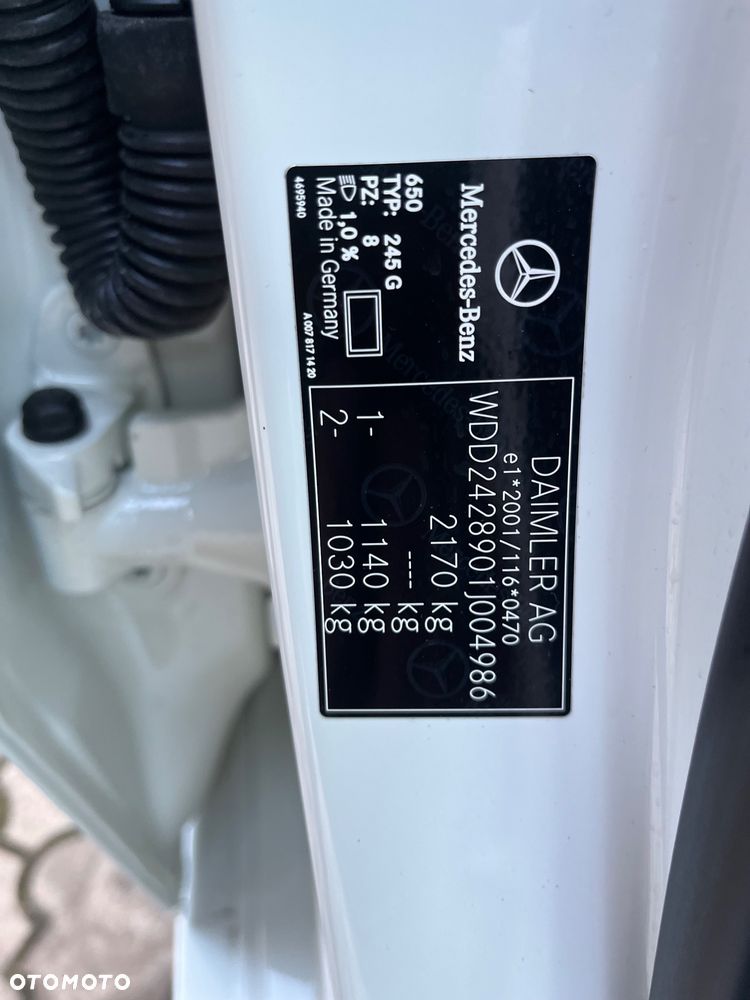 Mercedes-Benz
650
TYP: 245 G
PZ: 8
1,0 %
Made in Germany
4695940
A 007 817 14 20
DAIMLER AG
e1*2001/116*0470
WDD2428901J004986
2170 kg
---- kg
1- 1140 kg
2- 1030 kg
OTOMOTO